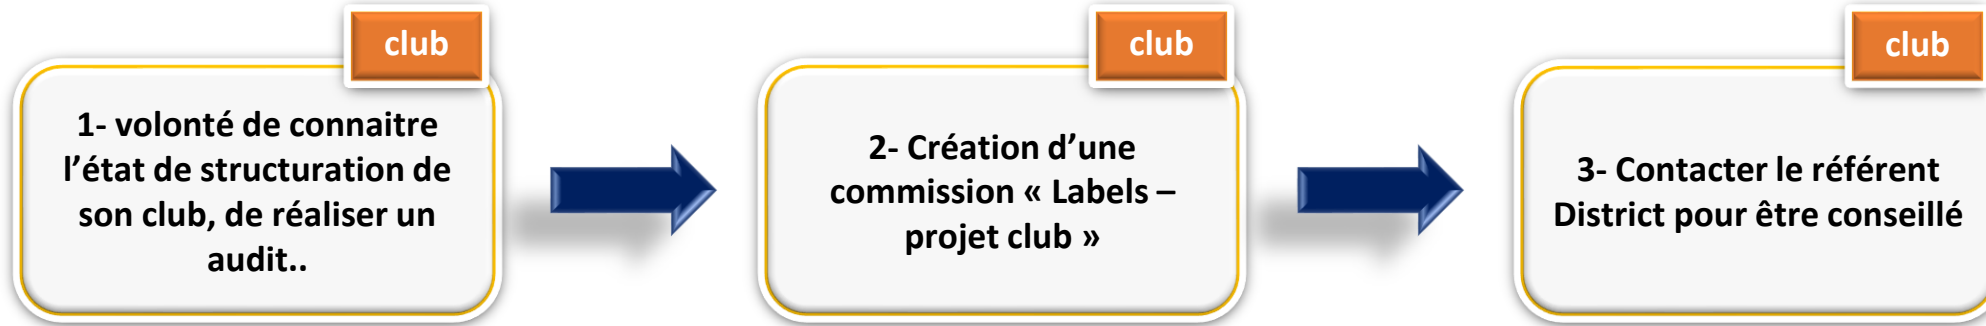 club
1- volonté de connaitre
l’état de structuration de
son club, de réaliser un
audit..
club
2- Création d’une
commission « Labels –
projet club »
club
3- Contacter le référent
District pour être conseillé